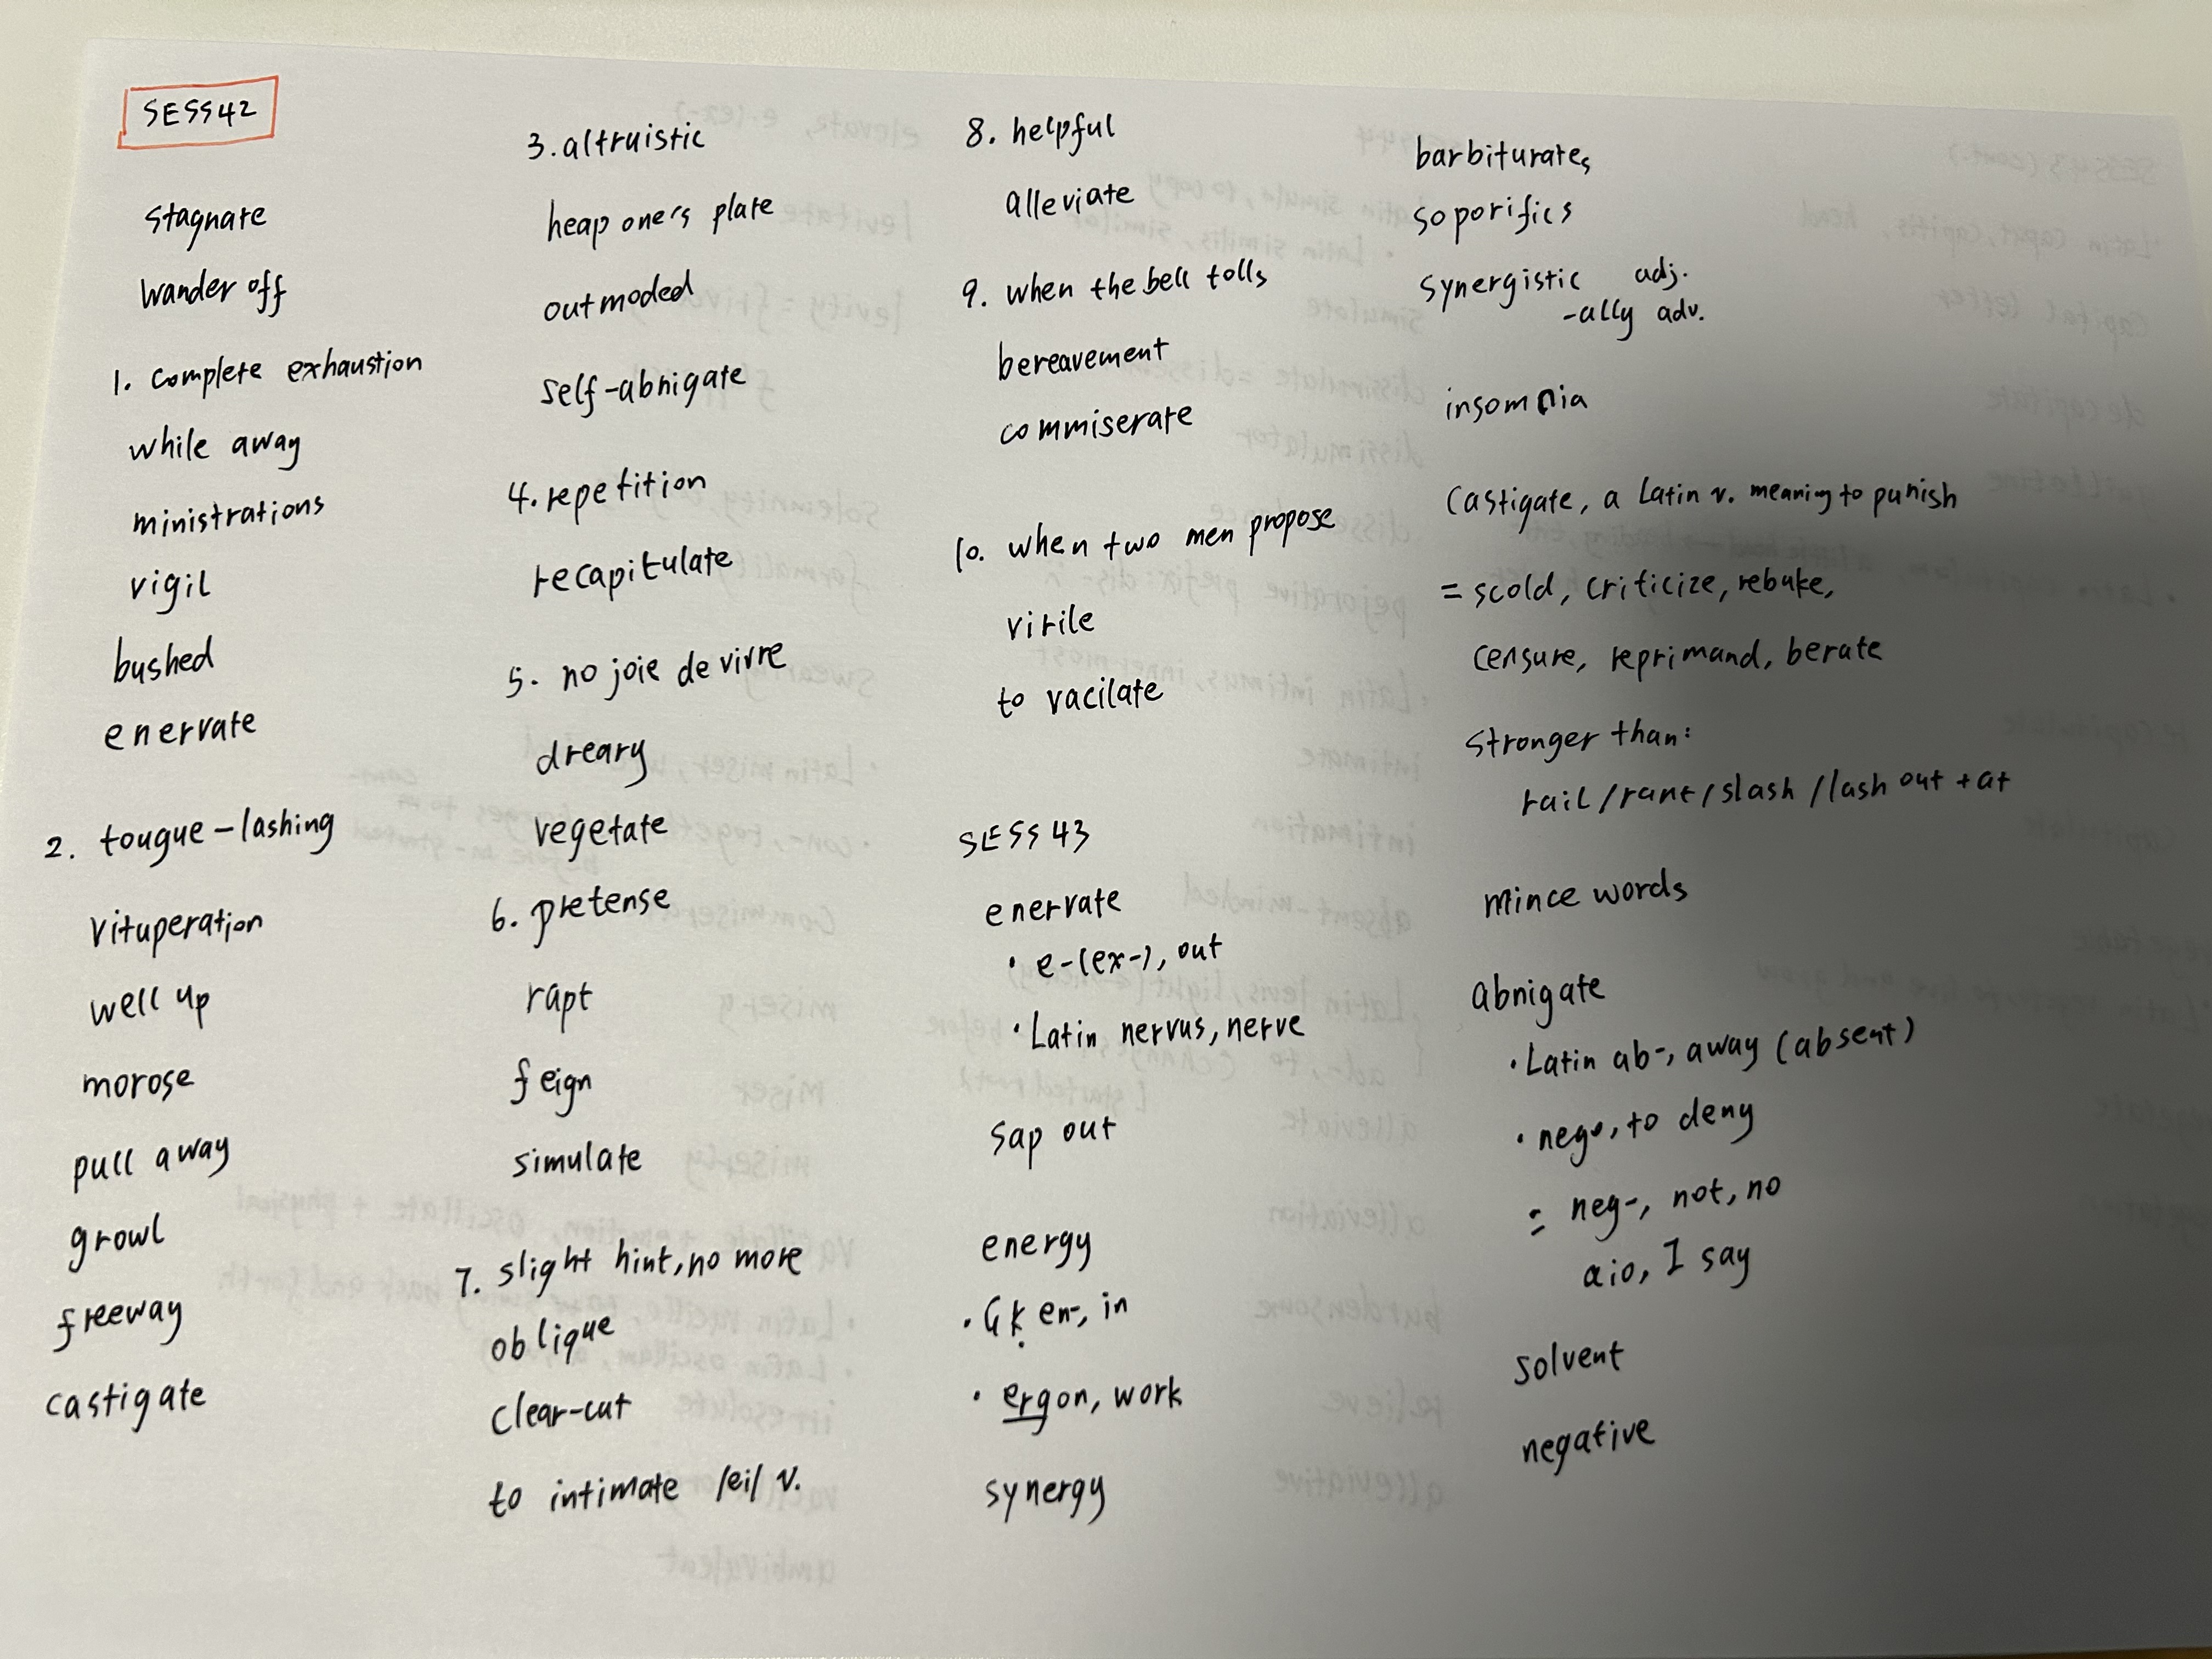 SESS42
stagnate
wander off
1. complete exhaustion
while away
ministrations
vigil
bushed
enervate
2. tougue-lashing
vituperation
well up
morose
pull away
growl
freeway
castigate
3. altruistic
heap one's plate
outmoded
self-abnigate
4. repetition
recapitulate
5. no joie de vivre
dreary
vegetate
6. pretense
rapt
feign
simulate
7. slight hint, no more
oblique
clear-cut
to intimate /ei/ v.
8. helpful
alleviate
9. when the bell tolls
bereavement
commiserate
10. when two men propose
virile
to vacilate
SESS43
enervate
• e-(ex-), out
• Latin nervus, nerve
sap out
energy
• GK en-, in
• ergon, work
synergy
barbiturates
soporifics
synergistic adj.
-ally adv.
insomnia
castigate, a Latin v. meaning to punish
= scold, criticize, rebuke,
censure, reprimand, berate
stronger than:
rail/rant/slash/lash out + at
mince words
abnigate
• Latin ab-, away (absent)
• nego, to deny
= neg-, not, no
aio, I say
solvent
negative